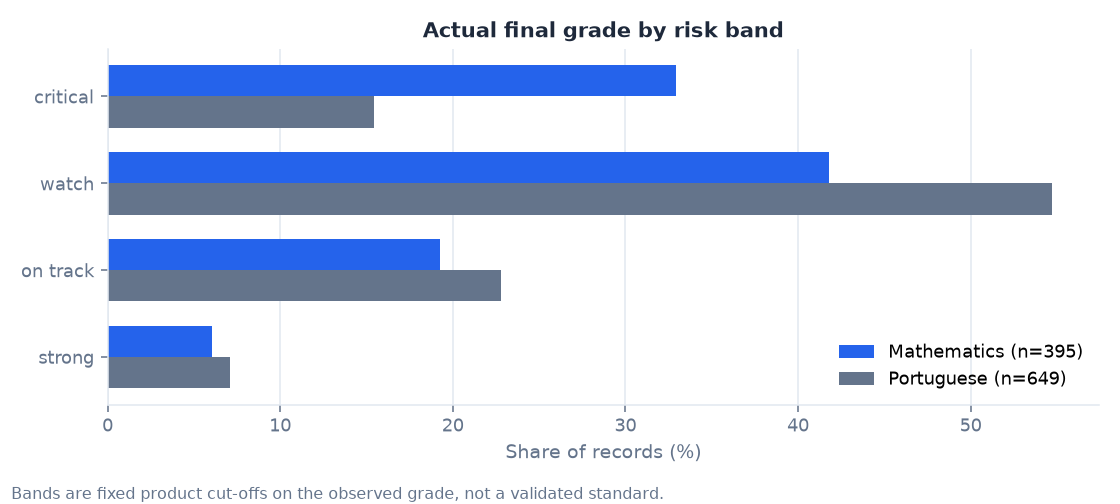 Actual final grade by risk band
critical
watch
on track
strong
Mathematics (n=395)
Portuguese (n=649)
0 10 20 30 40 50
Share of records (%)
Bands are fixed product cut-offs on the observed grade, not a validated standard.